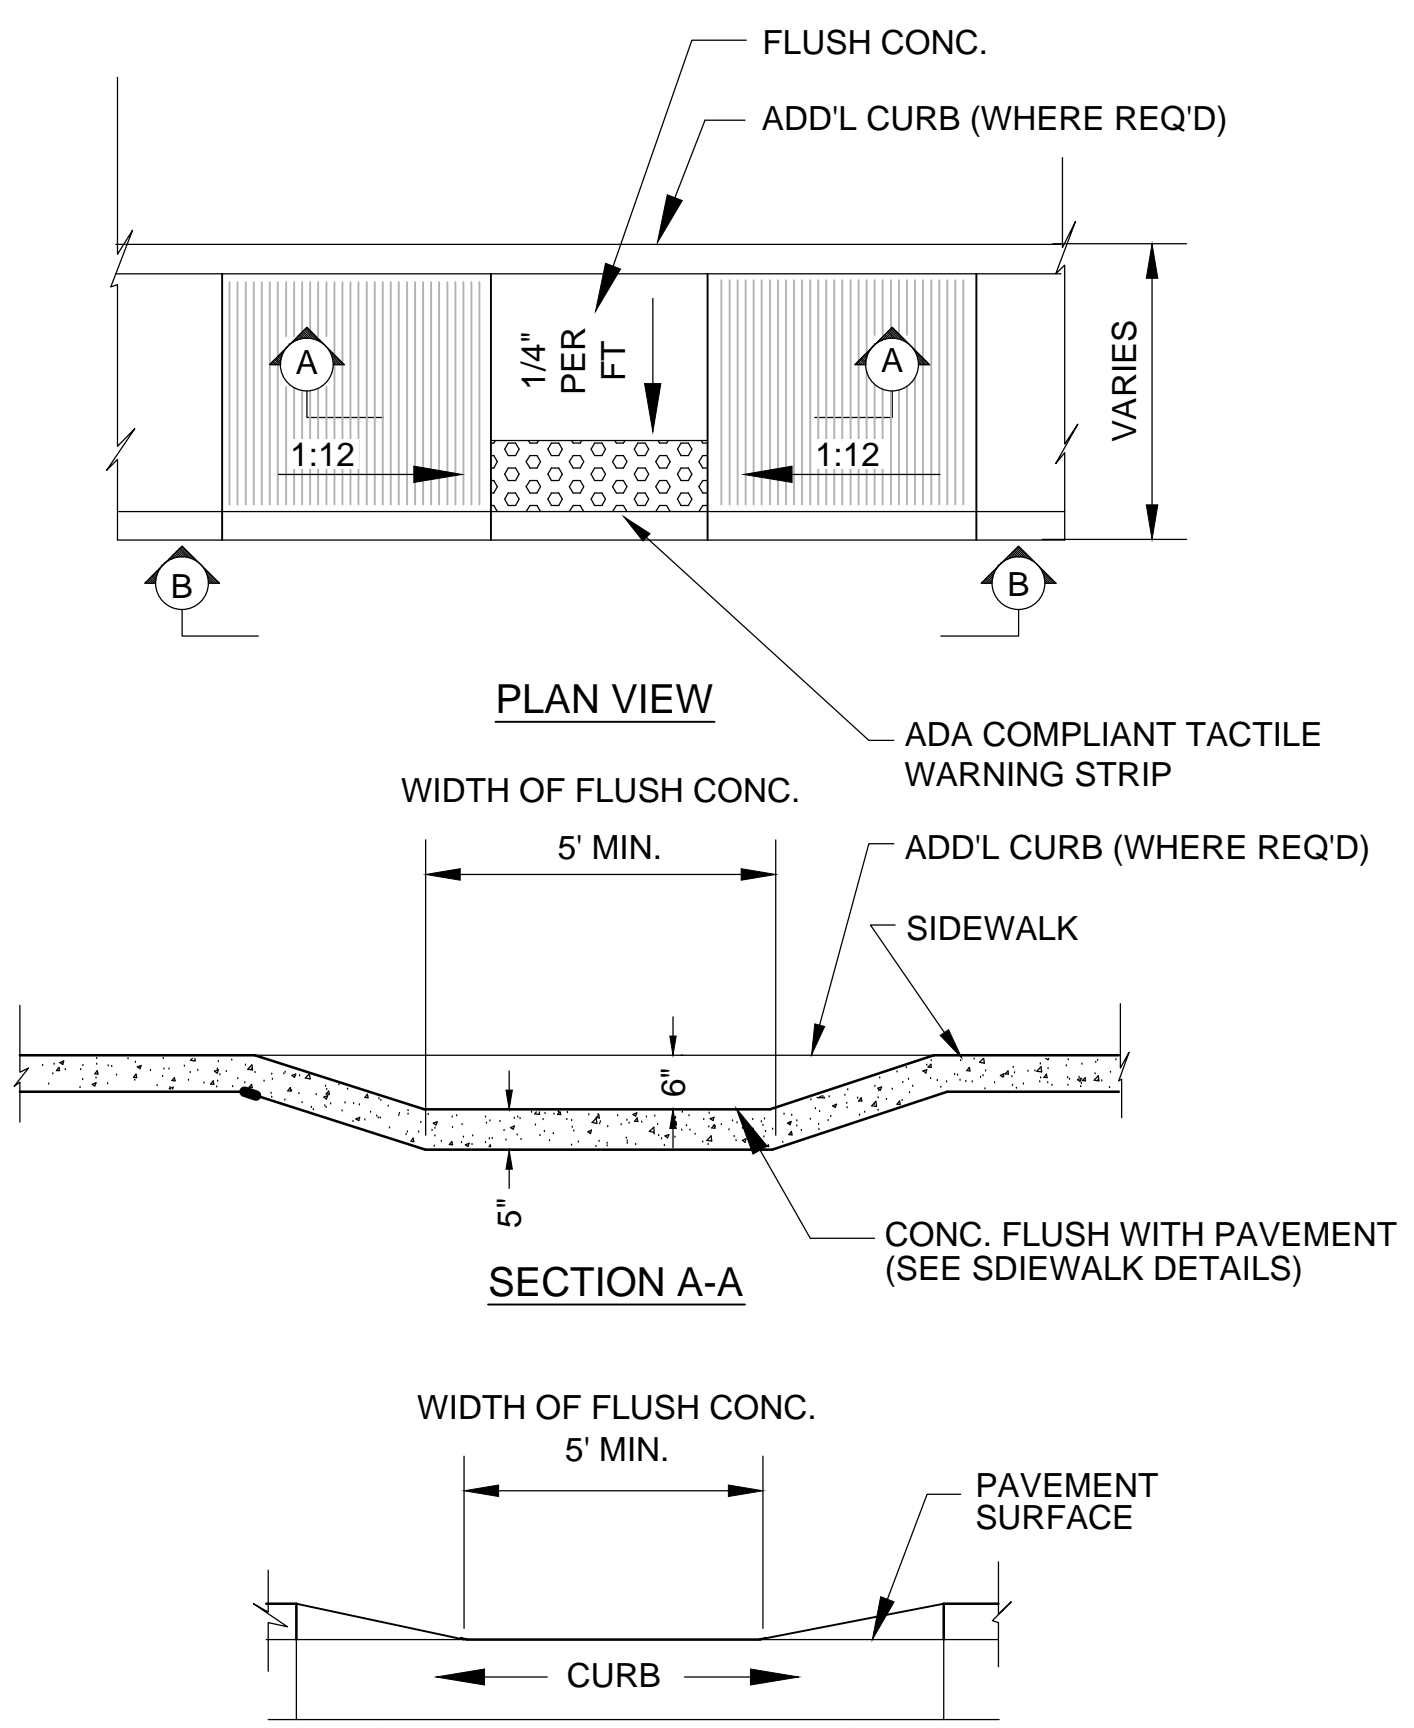 FLUSH CONC.
ADD'L CURB (WHERE REQ'D)
1/4"
PER
FT
A
A
1:12
1:12
VARIES
B
B
PLAN VIEW
ADA COMPLIANT TACTILE
WARNING STRIP
WIDTH OF FLUSH CONC.
5' MIN.
ADD'L CURB (WHERE REQ'D)
SIDEWALK
6"
5"
CONC. FLUSH WITH PAVEMENT
(SEE SDIEWALK DETAILS)
SECTION A-A
WIDTH OF FLUSH CONC.
5' MIN.
PAVEMENT
SURFACE
CURB